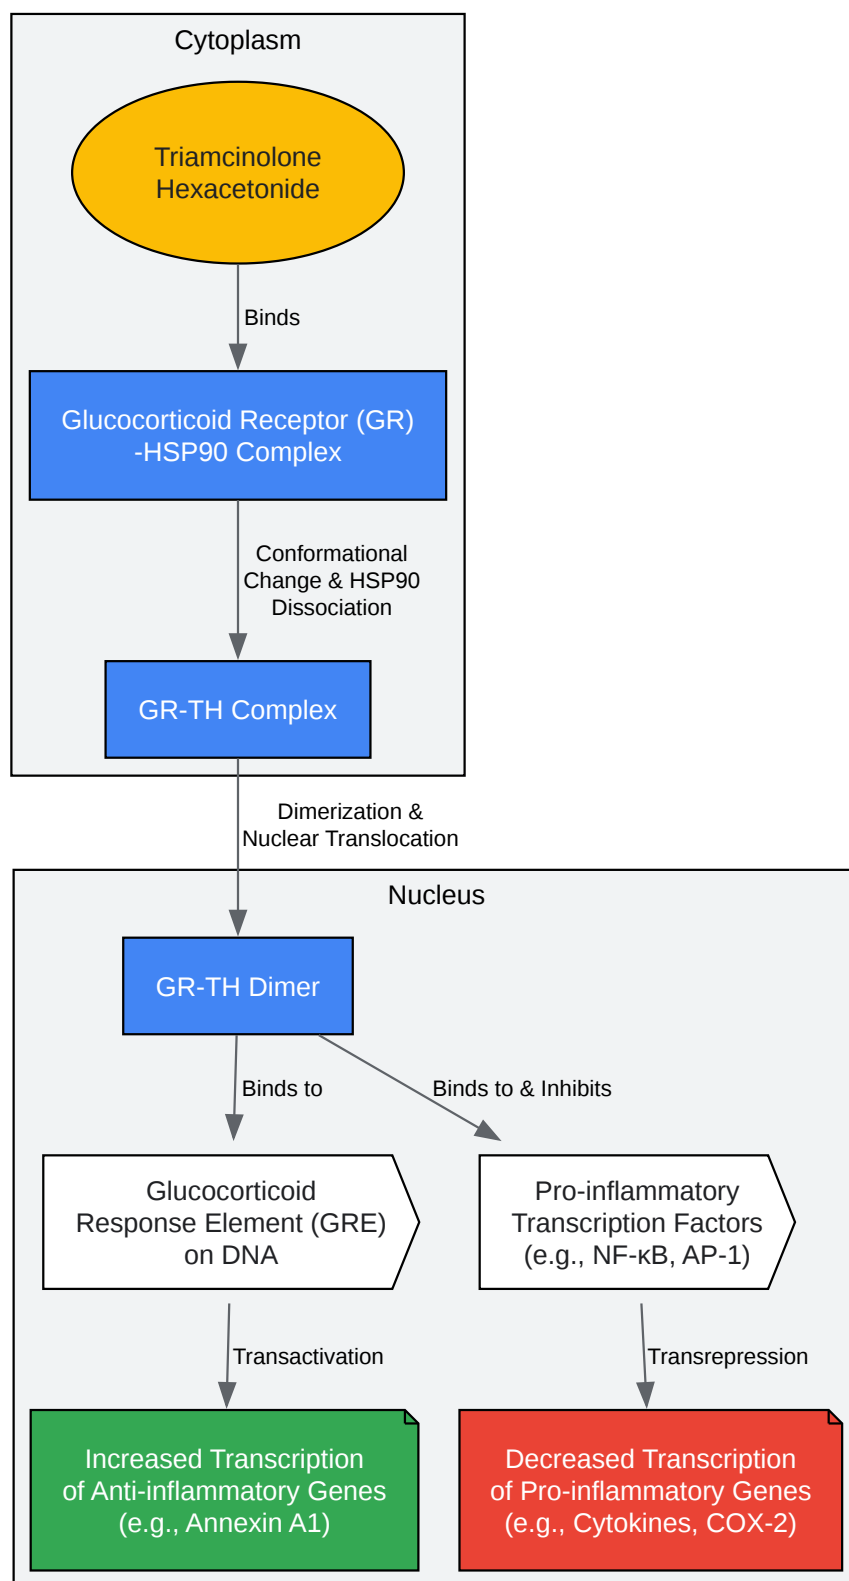 Cytoplasm
Triamcinolone
Hexacetonide
Binds
Glucocorticoid Receptor (GR)
-HSP90 Complex
Conformational
Change & HSP90
Dissociation
GR-TH Complex
Dimerization &
Nuclear Translocation
Nucleus
GR-TH Dimer
Binds to
Binds to & Inhibits
Glucocorticoid
Response Element (GRE)
on DNA
Pro-inflammatory
Transcription Factors
(e.g., NF-κB, AP-1)
Transactivation
Transrepression
Increased Transcription
of Anti-inflammatory Genes
(e.g., Annexin A1)
Decreased Transcription
of Pro-inflammatory Genes
(e.g., Cytokines, COX-2)